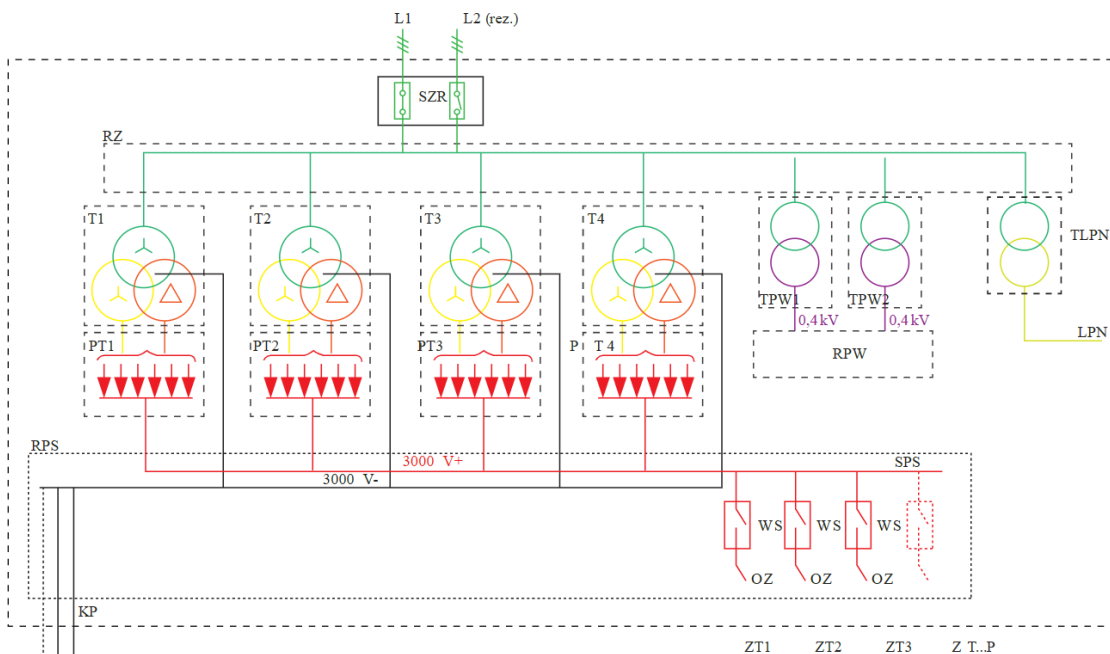 L1 L2 (rez.)
SZR
RZ
T1 T2 T3 T4
TLPN
TPW1 TPW2
0,4 kV 0,4 kV
LPN
PT1 PT2 PT3 P T 4
RPW
RPS
3000 V+
SPS
3000 V-
WS WS WS
OZ OZ OZ
KP
ZT1 ZT2 ZT3 Z T...P